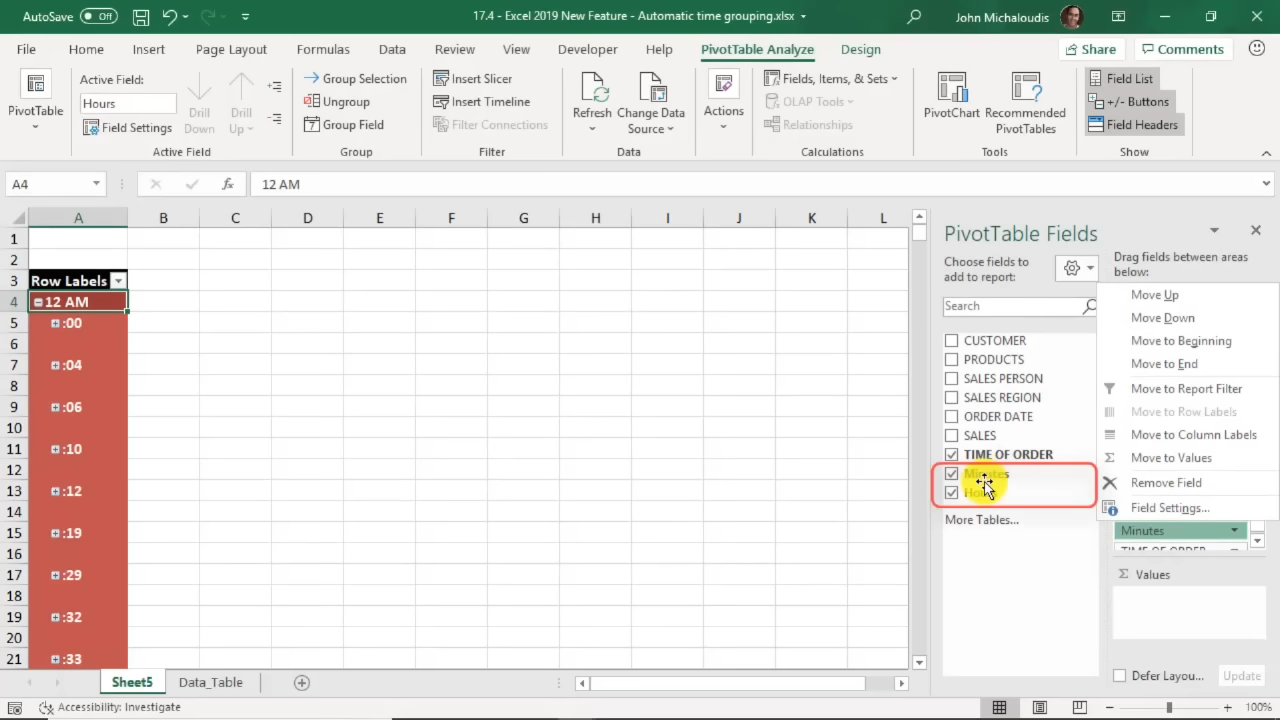 AutoSave Off
17.4 - Excel 2019 New Feature - Automatic time grouping.xlsx
John Michaloudis
File Home Insert Page Layout Formulas Data Review View Developer Help PivotTable Analyze Design Share Comments
PivotTable
Active Field:
Hours
Field Settings
Drill Down
Drill Up
Active Field
Group Selection
Ungroup
Group Field
Group
Insert Slicer
Insert Timeline
Filter Connections
Filter
Refresh
Change Data Source
Data
Actions
Fields, Items, & Sets
OLAP Tools
Relationships
Calculations
PivotChart
Recommended PivotTables
Tools
Field List
+/- Buttons
Field Headers
Show
A4 fx 12 AM
A B C D E F G H I J K L
1
2
3 Row Labels
4 12 AM
5 :00
6
7 :04
8
9 :06
10
11 :10
12
13 :12
14
15 :19
16
17 :29
18
19 :32
20
21 :33
PivotTable Fields
Choose fields to add to report:
Search
CUSTOMER
PRODUCTS
SALES PERSON
SALES REGION
ORDER DATE
SALES
TIME OF ORDER
More Tables...
Drag fields between areas below:
Move Up
Move Down
Move to Beginning
Move to End
Move to Report Filter
Move to Row Labels
Move to Column Labels
Move to Values
Remove Field
Field Settings...
Minutes
TIME OF ORDER
Σ Values
Defer Layou... Update
Sheet5 Data_Table
Accessibility: Investigate
100%